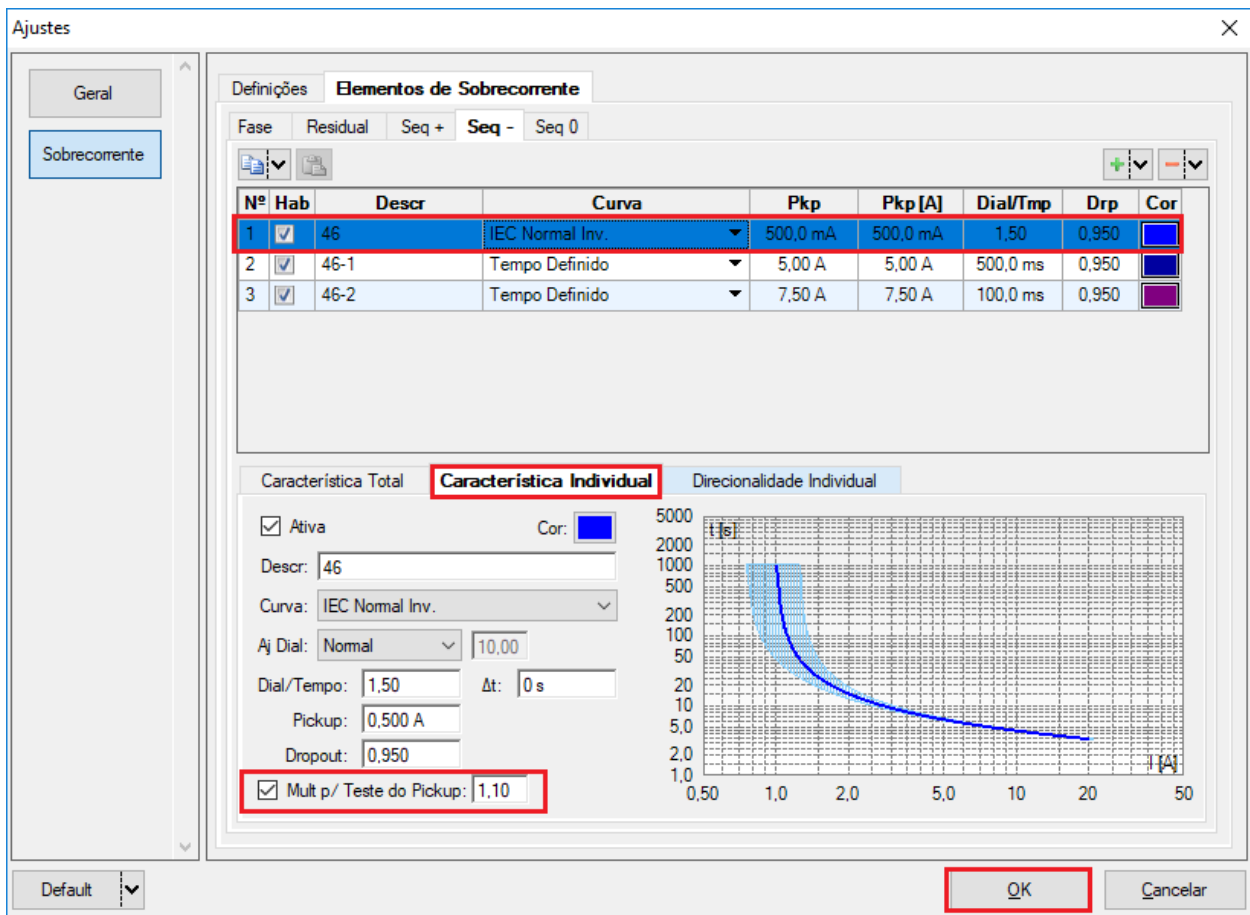 Ajustes
Geral
Sobrecorrente
Definições Elementos de Sobrecorrente
Fase Residual Seq + Seq - Seq 0
Nº Hab Descr Curva Pkp Pkp [A] Dial/Tmp Drp Cor
1 46 IEC Normal Inv. 500,0 mA 500,0 mA 1,50 0,950
2 46-1 Tempo Definido 5,00 A 5,00 A 500,0 ms 0,950
3 46-2 Tempo Definido 7,50 A 7,50 A 100,0 ms 0,950
Característica Total Característica Individual Direcionalidade Individual
Ativa Cor:
Descr: 46
Curva: IEC Normal Inv.
Aj Dial: Normal 10,00
Dial/Tempo: 1,50 Δt: 0 s
Pickup: 0,500 A
Dropout: 0,950
Mult p/ Teste do Pickup: 1,10
t [s]
5000
2000
1000
500
200
100
50
20
10
5,0
2,0
1,0
I [A]
0,50 1,0 2,0 5,0 10 20 50
Default OK Cancelar